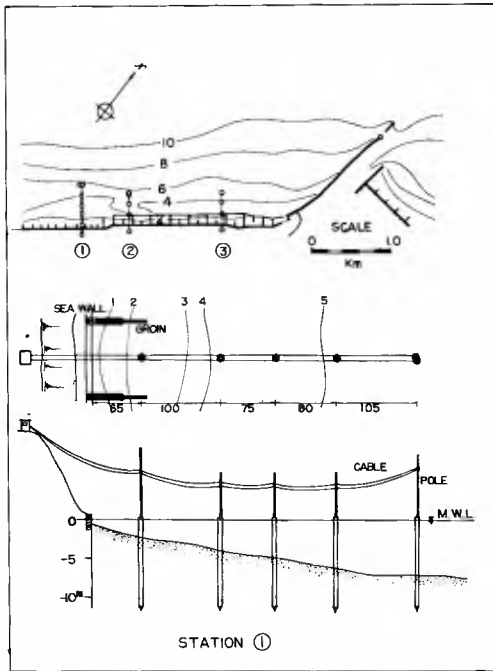 10
8
6
4
2
SCALE
0 1.0
Km
① ② ③
SEA WALL 1 2 3 4 5
GROIN
65 100 75 80 105
CABLE
POLE
0 M.W.L
-5
-10m
STATION ①